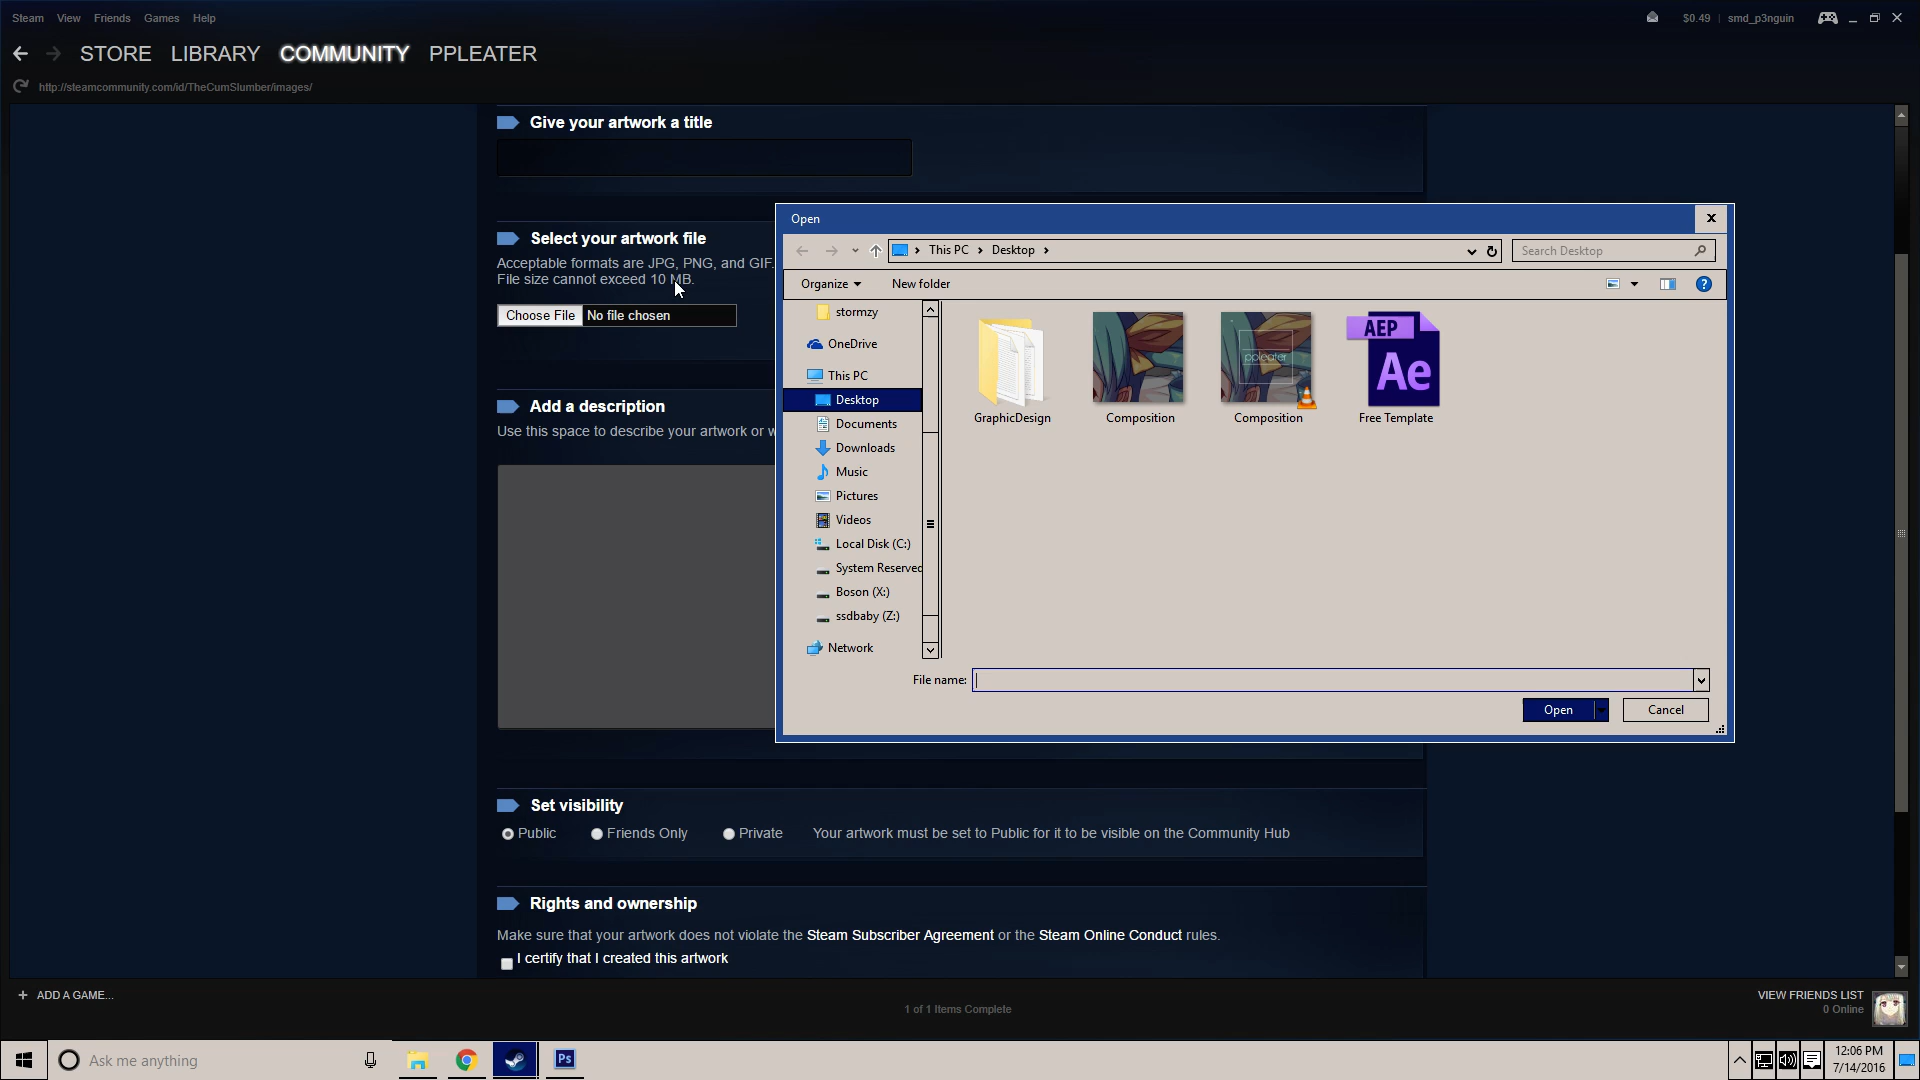 Steam View Friends Games Help
$0.49 | smd_p3nguin
STORE LIBRARY COMMUNITY PPLEATER
http://steamcommunity.com/id/TheCumSlumber/images/
Give your artwork a title
Select your artwork file
Acceptable formats are JPG, PNG, and GIF.
File size cannot exceed 10 MB.
Choose File No file chosen
Add a description
Use this space to describe your artwork or w
Open
This PC > Desktop >
Search Desktop
Organize New folder
stormzy
OneDrive
This PC
Desktop
Documents
Downloads
Music
Pictures
Videos
Local Disk (C:)
System Reserved
Boson (X:)
ssdbaby (Z:)
Network
GraphicDesign
Composition
ppleater
Composition
AEP
Ae
Free Template
File name:
Open Cancel
Set visibility
Public Friends Only Private Your artwork must be set to Public for it to be visible on the Community Hub
Rights and ownership
Make sure that your artwork does not violate the Steam Subscriber Agreement or the Steam Online Conduct rules.
I certify that I created this artwork
+ ADD A GAME...
1 of 1 Items Complete
VIEW FRIENDS LIST
0 Online
Ask me anything
Ps
12:06 PM
7/14/2016